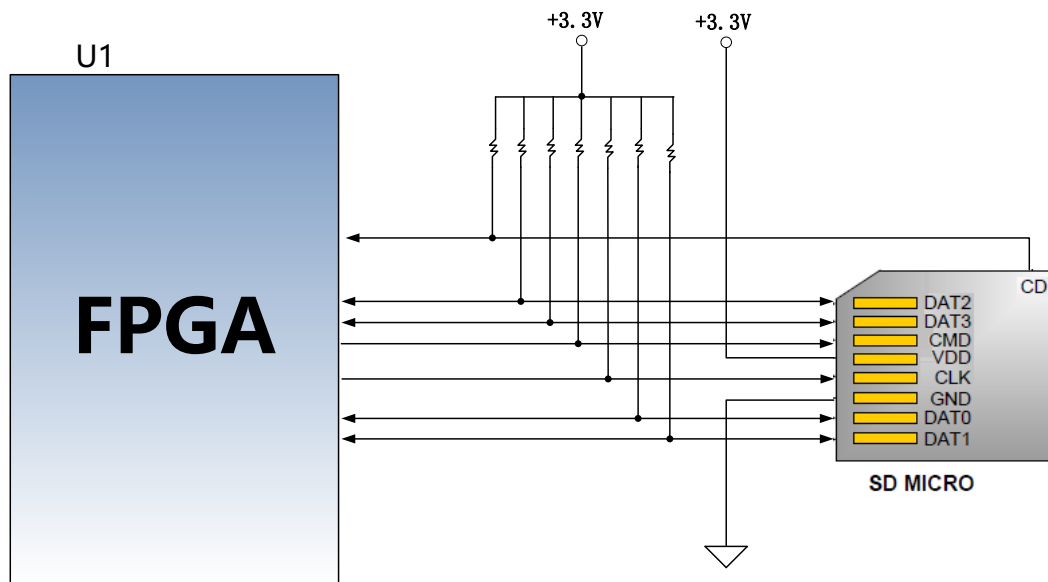 +3.3V
+3.3V
U1
FPGA
CD
DAT2
DAT3
CMD
VDD
CLK
GND
DAT0
DAT1
SD MICRO